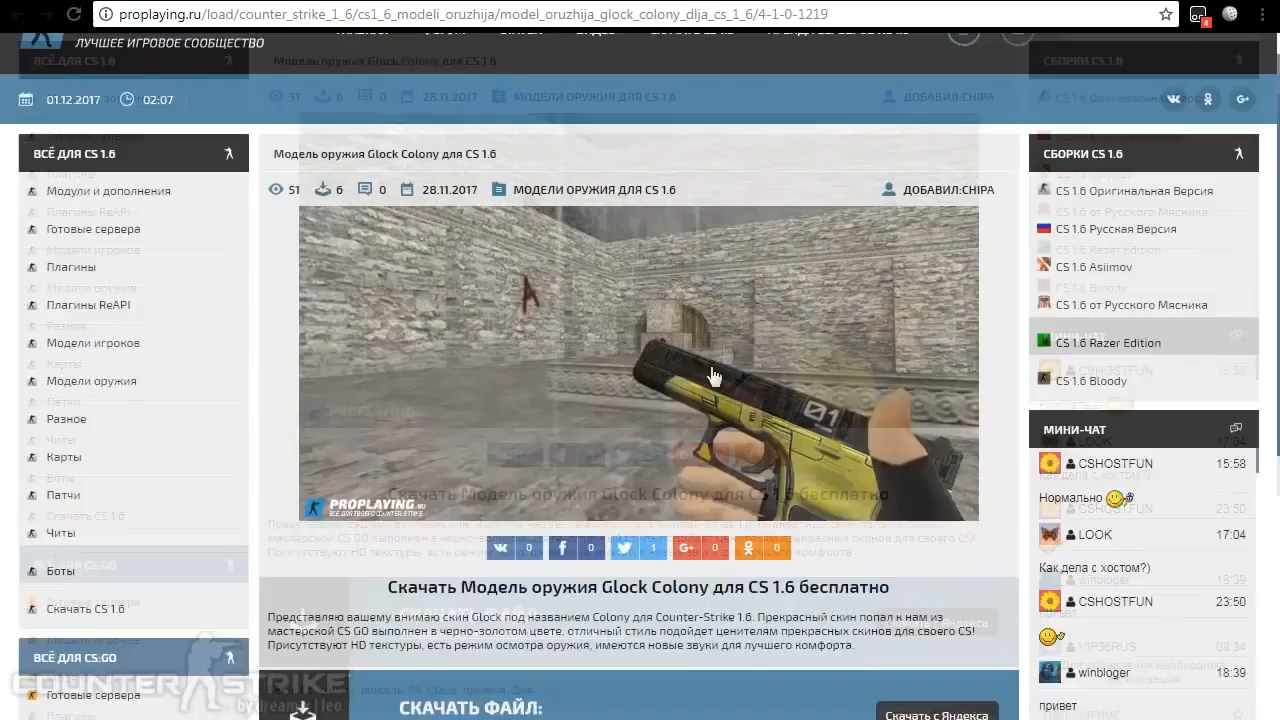 proplaying.ru/load/counter_strike_1_6/cs1_6_modeli_oruzhija/model_oruzhija_glock_colony_dlja_cs_1_6/4-1-0-1219
4
ЛУЧШЕЕ ИГРОВОЕ СООБЩЕСТВО
01.12.2017 02:07
ВСЁ ДЛЯ CS 1.6
Модули и дополнения
Готовые сервера
Плагины
Плагины ReAPI
Модели игроков
Модели оружия
Разное
Карты
Патчи
Читы
Боты
Скачать CS 1.6
ВСЁ ДЛЯ CS:GO
Готовые сервера
COUNTER STRIKE
Модель оружия Glock Colony для CS 1.6
51 6 0 28.11.2017 МОДЕЛИ ОРУЖИЯ ДЛЯ CS 1.6 ДОБАВИЛ:CHIPA
A
01
PROPLAYING.RU
ВСЕ ДЛЯ ТВОЕГО COUNTER-STRIKE
0 0 1 0 0
Скачать Модель оружия Glock Colony для CS 1.6 бесплатно
Представляю вашему внимаю скин Glock под названием Colony для Counter-Strike 1.6. Прекрасный скин попал к нам из
мастерской CS GO выполнен в черно-золотом цвете, отличный стиль подойдет ценителям прекрасных скинов для своего CS!
Присутствуют HD текстуры, есть режим осмотра оружия, имеются новые звуки для лучшего комфорта.
СКАЧАТЬ ФАЙЛ:
Скачать с Яндекса
СБОРКИ CS 1.6
CS 1.6 Оригинальная Версия
CS 1.6 Русская Версия
CS 1.6 Asiimov
CS 1.6 от Русского Мясника
CS 1.6 Razer Edition
CS 1.6 Bloody
МИНИ-ЧАТ
CSHOSTFUN 15:58
Нормально
LOOK 17:04
Как дела с хостом?)
CSHOSTFUN 23:50
winbloger 18:39
привет